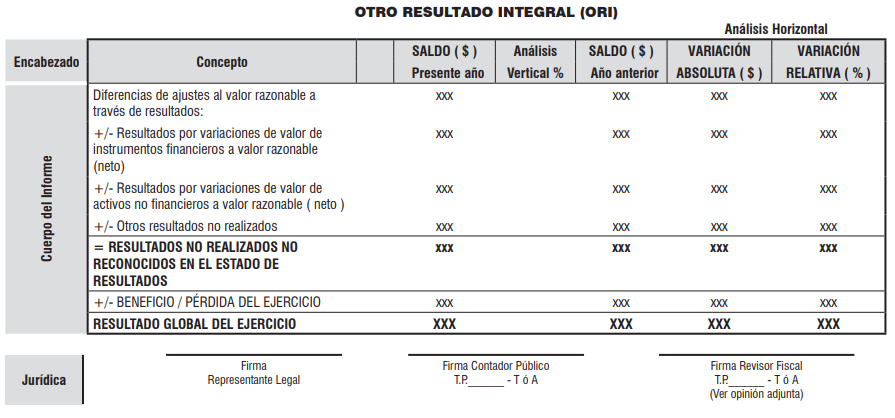 OTRO RESULTADO INTEGRAL (ORI)
Análisis Horizontal
Encabezado
Concepto
SALDO ( $ )
Presente año
Análisis
Vertical %
SALDO ( $ )
Año anterior
VARIACIÓN
ABSOLUTA ( $ )
VARIACIÓN
RELATIVA ( % )
Cuerpo del Informe
Diferencias de ajustes al valor razonable a xxx xxx xxx xxx
través de resultados:
+/- Resultados por variaciones de valor de xxx xxx xxx xxx
instrumentos financieros a valor razonable
(neto)
+/- Resultados por variaciones de valor de xxx xxx xxx xxx
activos no financieros a valor razonable ( neto )
+/- Otros resultados no realizados xxx xxx xxx xxx
= RESULTADOS NO REALIZADOS NO xxx xxx xxx xxx
RECONOCIDOS EN EL ESTADO DE
RESULTADOS
+/- BENEFICIO / PÉRDIDA DEL EJERCICIO xxx xxx xxx xxx
RESULTADO GLOBAL DEL EJERCICIO XXX XXX XXX XXX
Jurídica
Firma
Representante Legal
Firma Contador Público
T.P.______ - T ó A
Firma Revisor Fiscal
T.P.______ - T ó A
(Ver opinión adjunta)